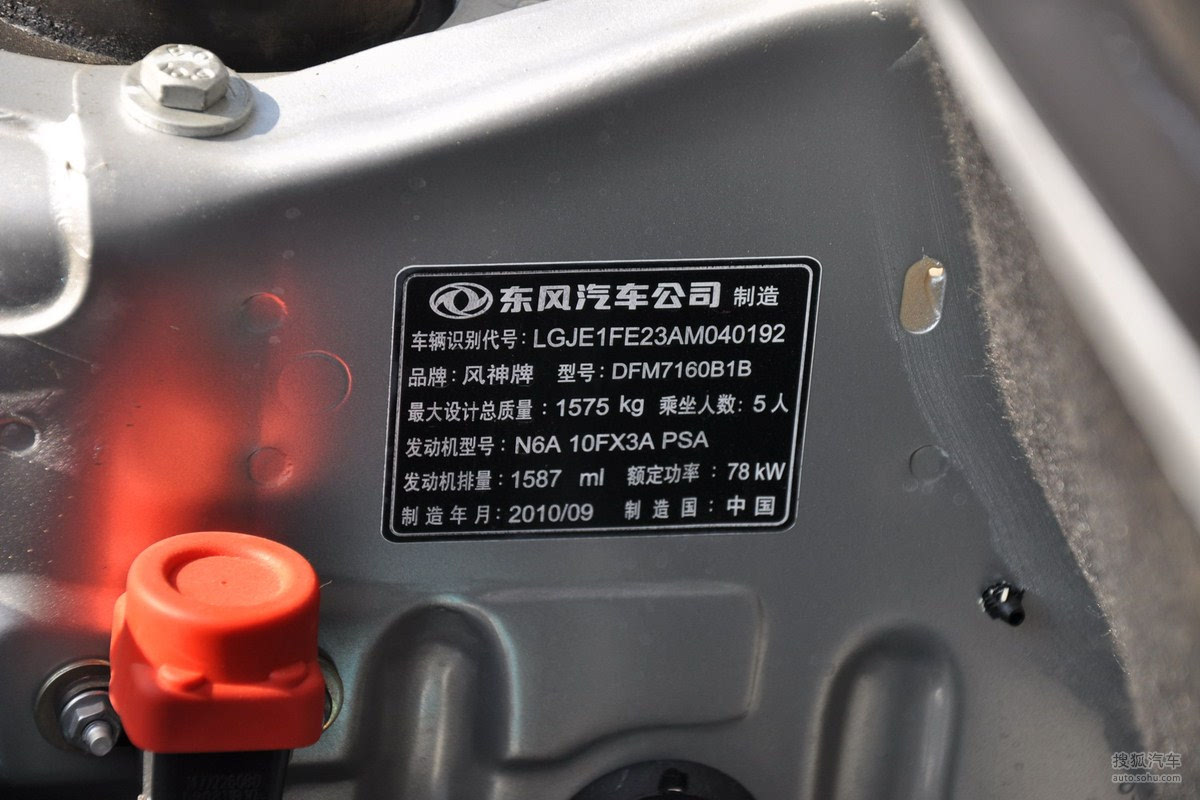 东风汽车公司 制造
车辆识别代号：LGJE1FE23AM040192
品牌：风神牌 型号：DFM7160B1B
最大设计总质量：1575 kg 乘坐人数：5人
发动机型号：N6A 10FX3A PSA
发动机排量：1587 ml 额定功率：78 kW
制造年月：2010/09 制造国：中国
搜狐汽车
auto.sohu.com